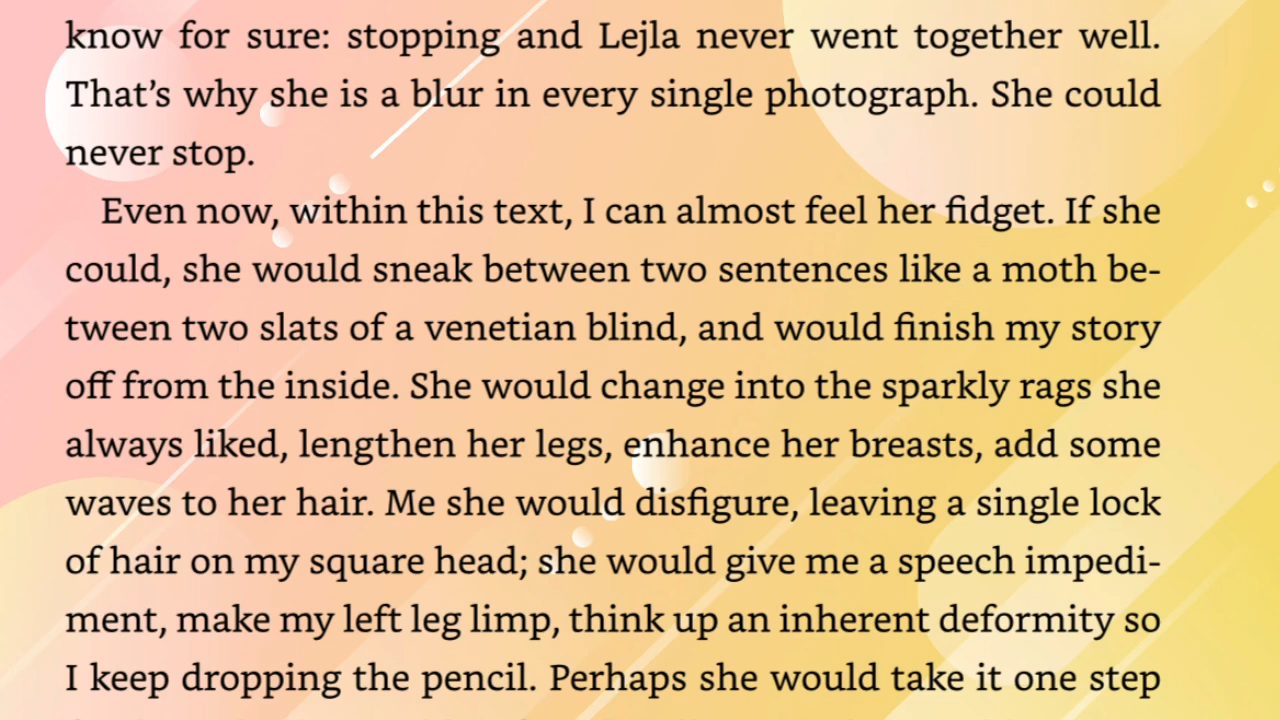 know for sure: stopping and Lejla never went together well.
That’s why she is a blur in every single photograph. She could
never stop.
Even now, within this text, I can almost feel her fidget. If she
could, she would sneak between two sentences like a moth be-
tween two slats of a venetian blind, and would finish my story
off from the inside. She would change into the sparkly rags she
always liked, lengthen her legs, enhance her breasts, add some
waves to her hair. Me she would disfigure, leaving a single lock
of hair on my square head; she would give me a speech impedi-
ment, make my left leg limp, think up an inherent deformity so
I keep dropping the pencil. Perhaps she would take it one step